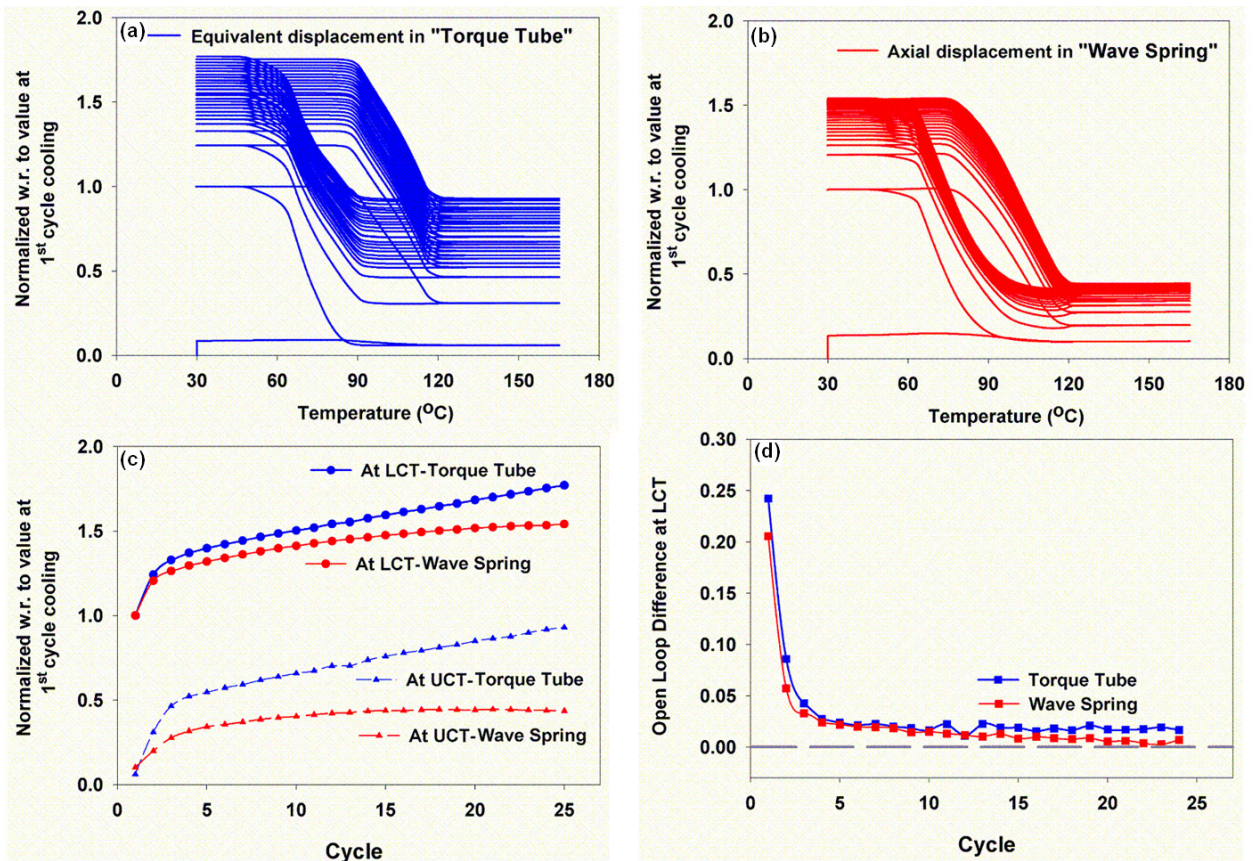 (a)
Equivalent displacement in "Torque Tube"
Normalized w.r. to value at
1st cycle cooling
2.0
1.5
1.0
0.5
0.0
0
30
60
90
120
150
180
Temperature (OC)
(b)
Axial displacement in "Wave Spring"
Normalized w.r. to value at
1st cycle cooling
2.0
1.5
1.0
0.5
0.0
0
30
60
90
120
150
180
Temperature (OC)
(c)
At LCT-Torque Tube
At LCT-Wave Spring
At UCT-Torque Tube
At UCT-Wave Spring
Normalized w.r. to value at
1st cycle cooling
2.0
1.5
1.0
0.5
0.0
0
5
10
15
20
25
Cycle
(d)
Torque Tube
Wave Spring
Open Loop Difference at LCT
0.30
0.25
0.20
0.15
0.10
0.05
0.00
0
5
10
15
20
25
Cycle